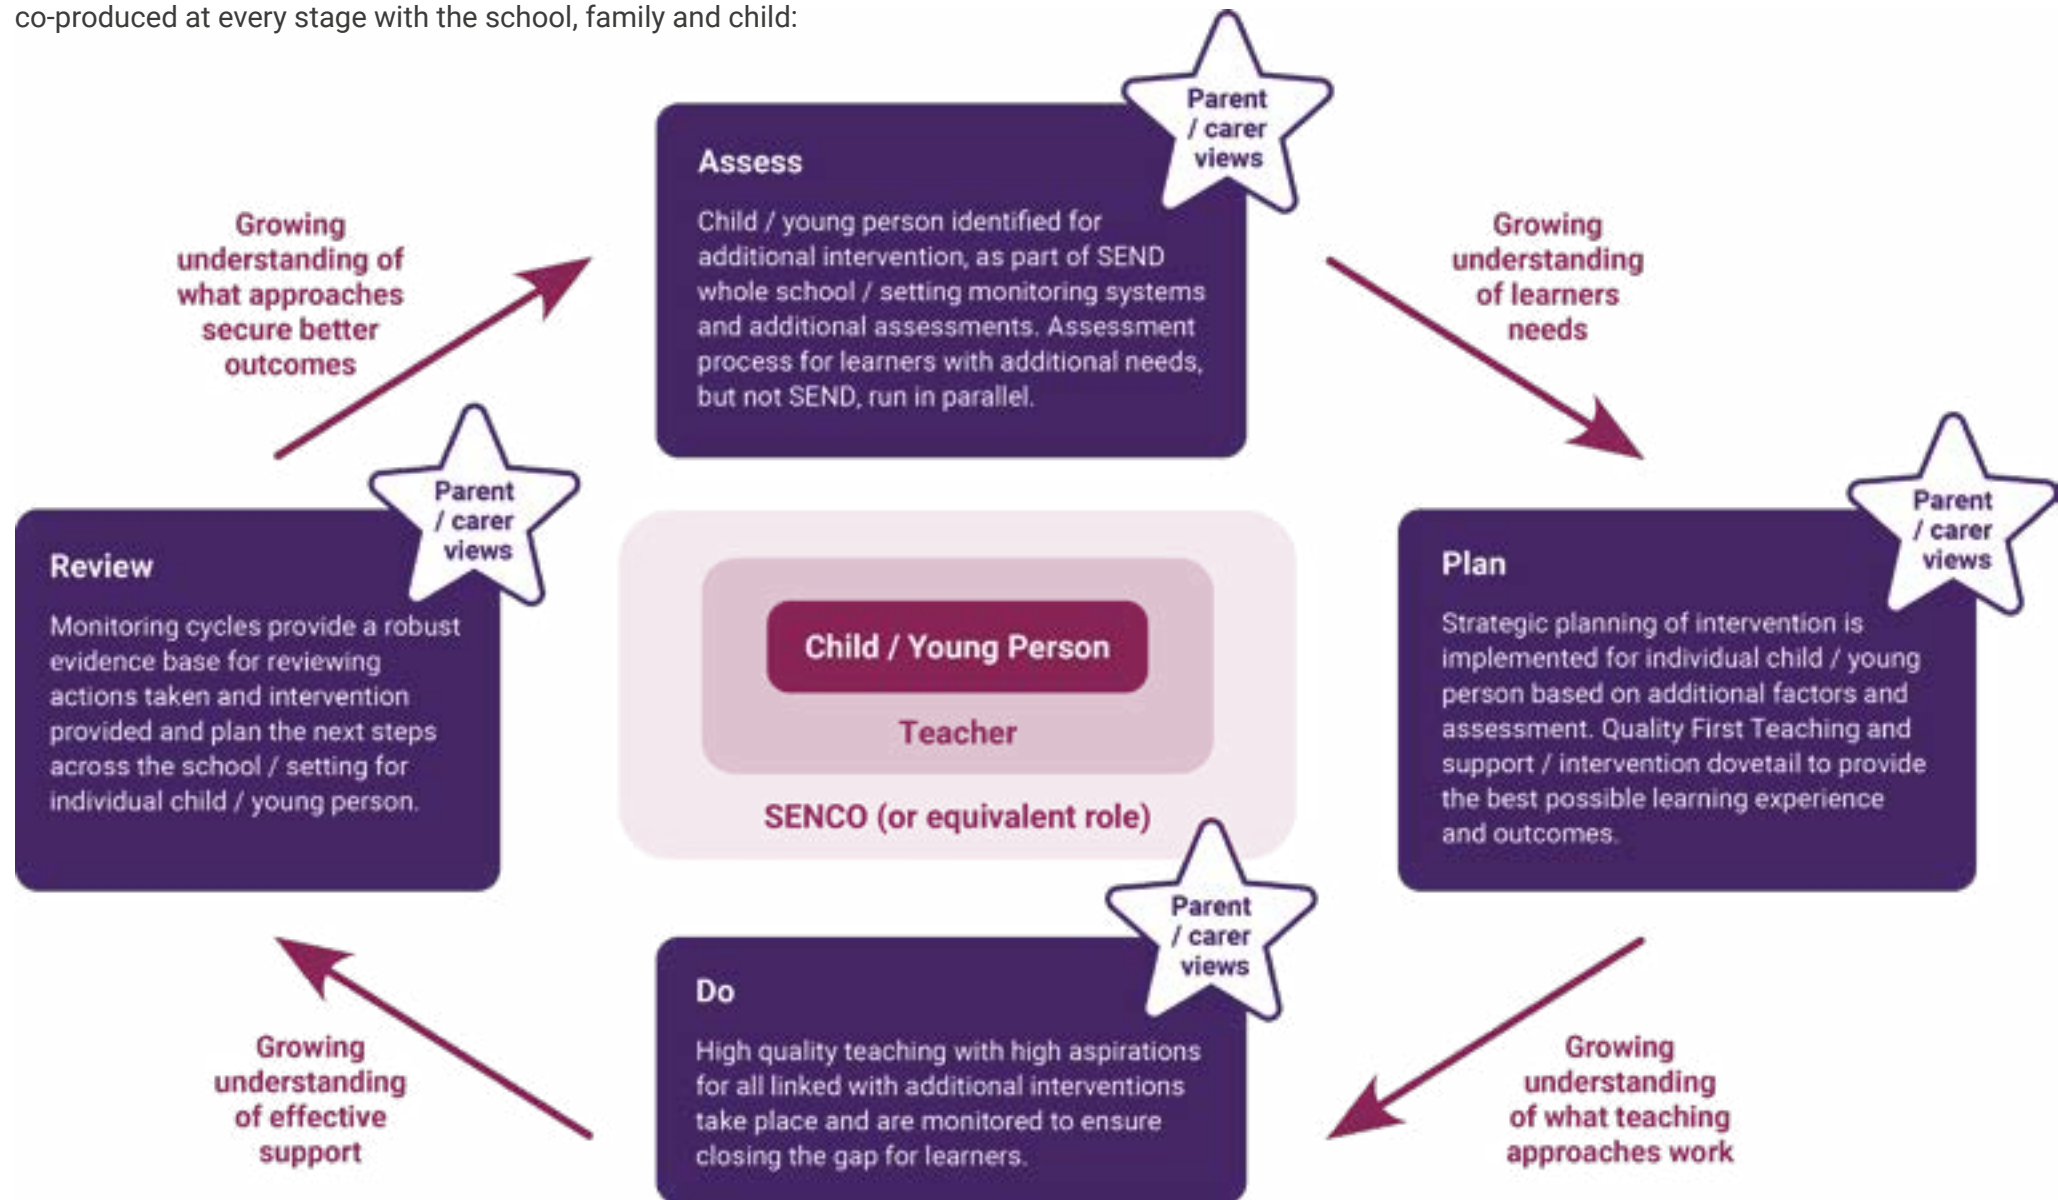 co-produced at every stage with the school, family and child:
Parent
/ carer
views
Assess
Child / young person identified for
additional intervention, as part of SEND
whole school / setting monitoring systems
and additional assessments. Assessment
process for learners with additional needs,
but not SEND, run in parallel.
Growing
understanding
of learners
needs
Parent
/ carer
views
Plan
Strategic planning of intervention is
implemented for individual child / young
person based on additional factors and
assessment. Quality First Teaching and
support / intervention dovetail to provide
the best possible learning experience
and outcomes.
Growing
understanding
of what teaching
approaches work
Parent
/ carer
views
Do
High quality teaching with high aspirations
for all linked with additional interventions
take place and are monitored to ensure
closing the gap for learners.
Growing
understanding
of effective
support
Parent
/ carer
views
Review
Monitoring cycles provide a robust
evidence base for reviewing
actions taken and intervention
provided and plan the next steps
across the school / setting for
individual child / young person.
Growing
understanding of
what approaches
secure better
outcomes
Child / Young Person
Teacher
SENCO (or equivalent role)